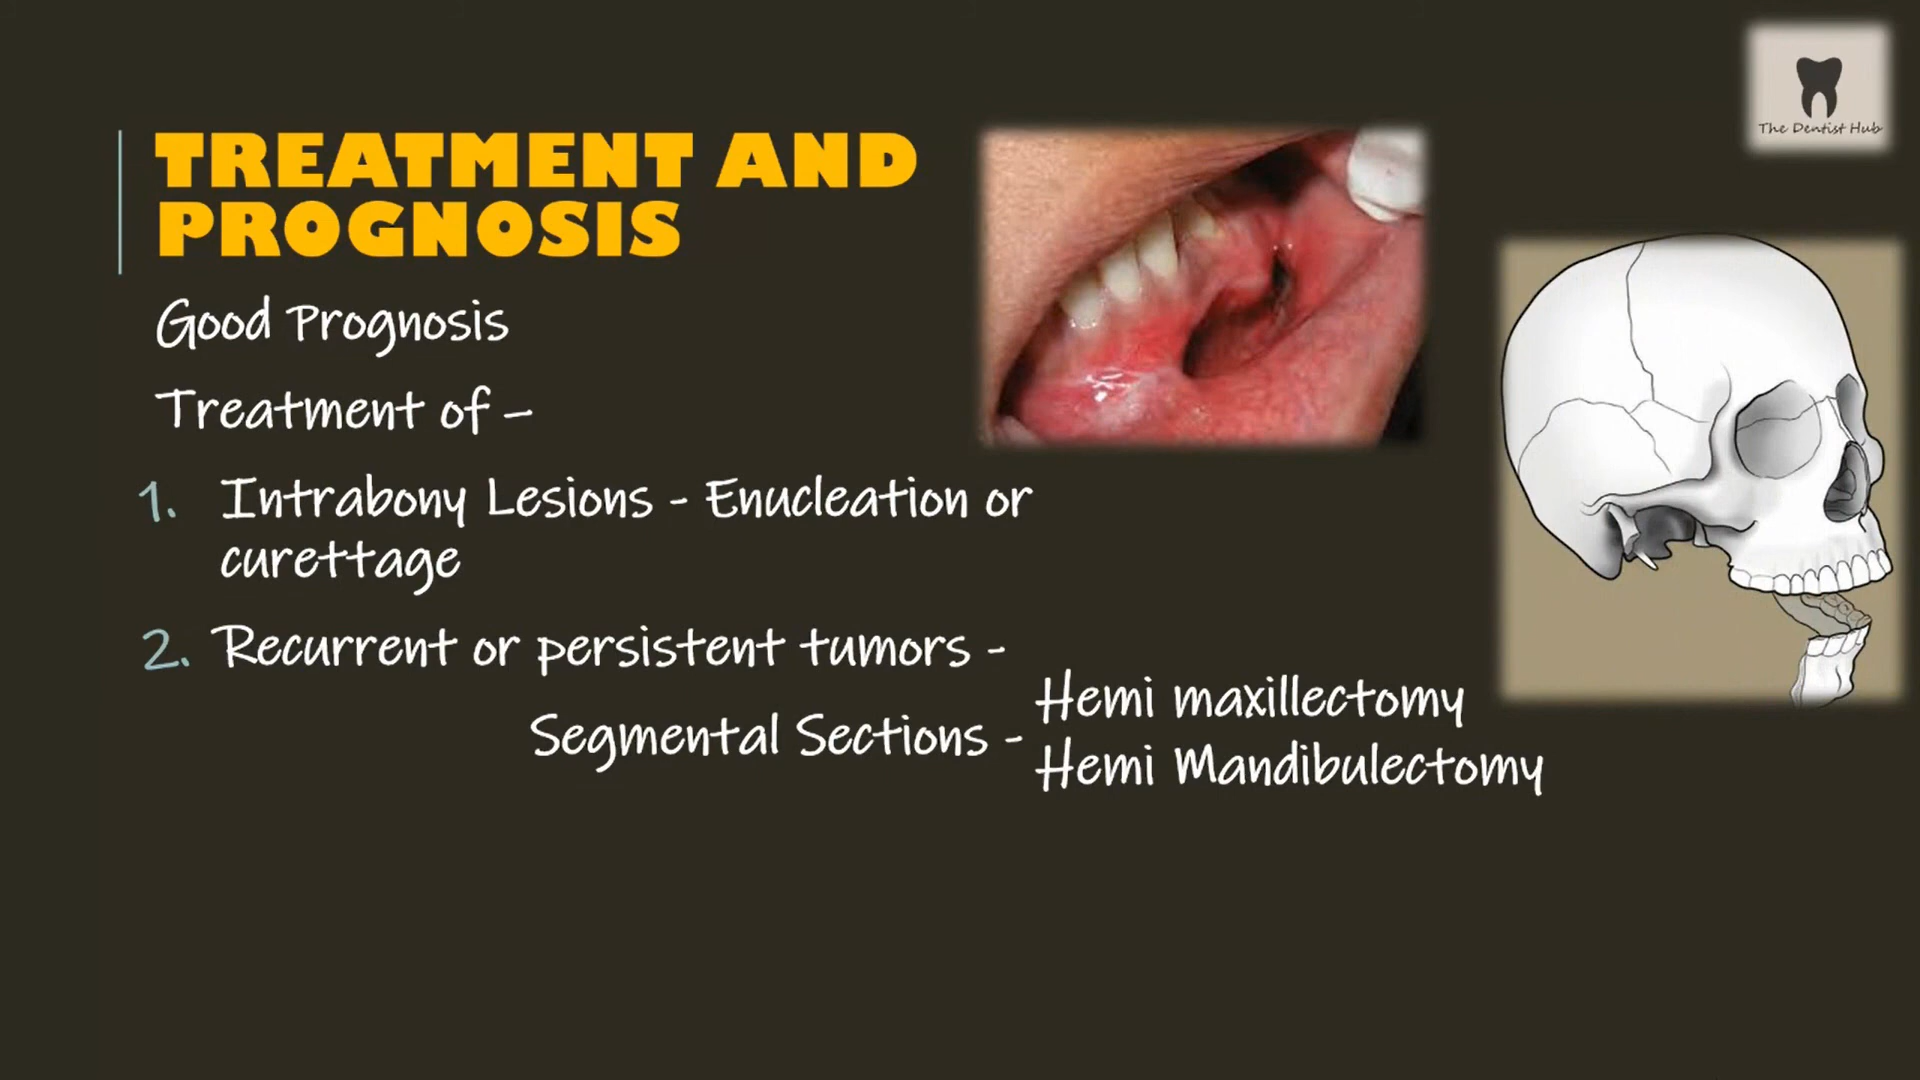 The Dentist Hub
TREATMENT AND
PROGNOSIS
Good Prognosis
Treatment of –
1. Intrabony Lesions - Enucleation or
curettage
2. Recurrent or persistent tumors -
Segmental Sections -
Hemi maxillectomy
Hemi Mandibulectomy